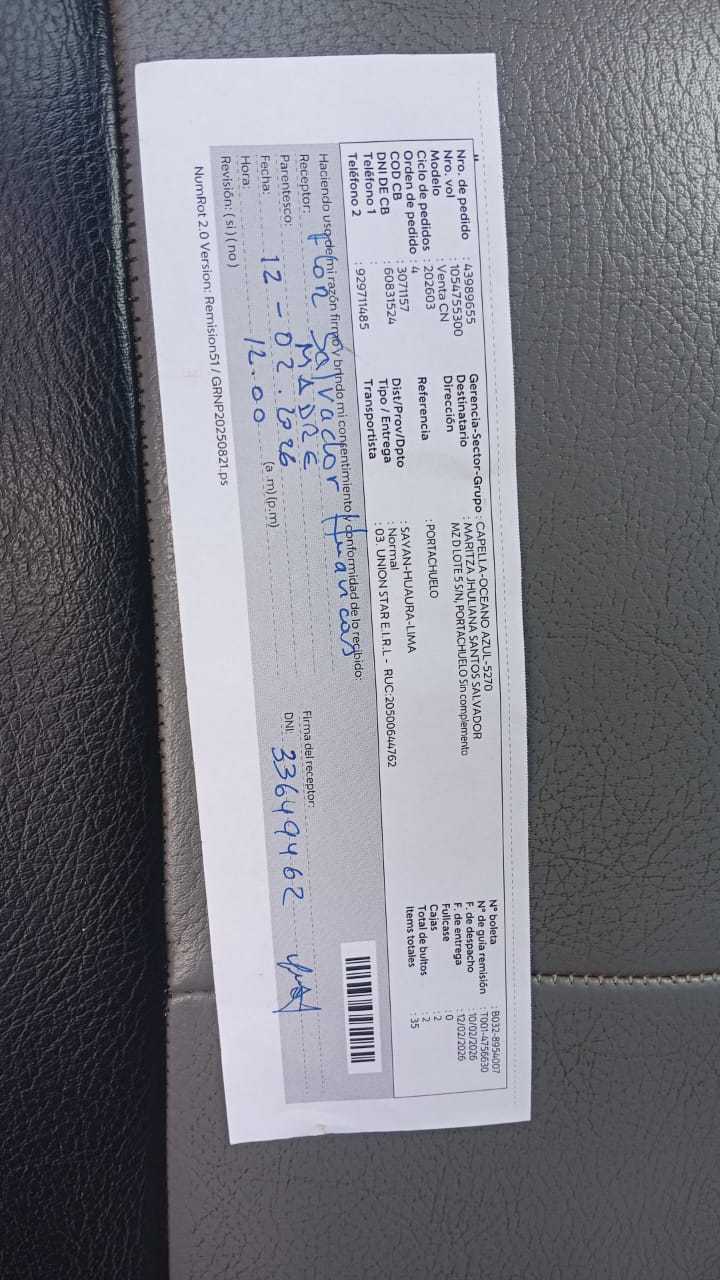 Nro. de pedido : 43989655
Nro. vol : 1054755300
Modelo : Venta CN
Ciclo de pedidos : 202603
Orden de pedido : 4
COD CB : 3071157
DNI DE CB : 60831524
Teléfono 1 : 929711485
Teléfono 2
Gerencia-Sector-Grupo : CAPELLA-OCEANO AZUL-5270
Destinatario : MARITZA JHULIANA SANTOS SALVADOR
Dirección : MZ D LOTE 5 S/N, PORTACHUELO Sin complemento
Referencia : PORTACHUELO
Dist/Prov/Dpto : SAYAN-HUAURA-LIMA
Tipo / Entrega : Normal
Transportista : 03 UNION STAR E.I.R.L - RUC:20500644762
N° boleta : B032-8954007
N° de guía remisión : T001-4756630
F. de despacho : 10/02/2026
F. de entrega : 12/02/2026
Fullcase : 0
Cajas : 2
Total de bultos : 2
Items totales : 35
Haciendo uso de mi razón firmo y brindo mi consentimiento y conformidad de lo recibido:
Receptor: Flor Salvador Huancas
Parentesco: MADRE
Fecha: 12-02.2026
Hora: 12.00 (a.m) (p.m)
Revisión: ( si ) ( no )
Firma del receptor:
DNI: 33649462
NumRot 2.0 Version: Remision51 / GRNP20250821.ps